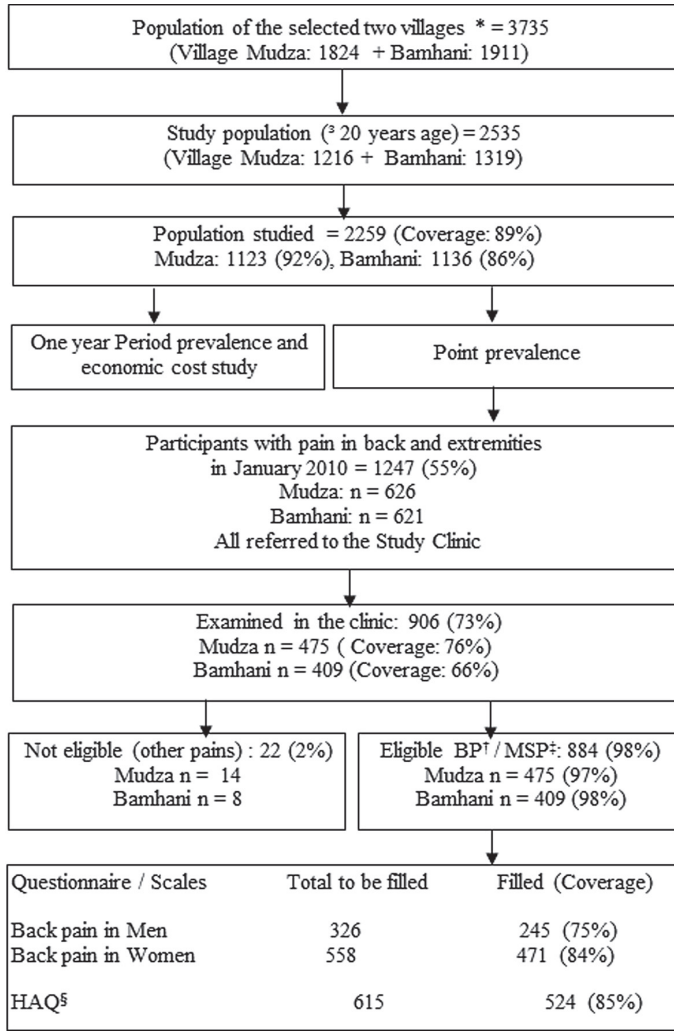 Population of the selected two villages * = 3735
(Village Mudza: 1824 + Bamhani: 1911)
Study population (³ 20 years age) = 2535
(Village Mudza: 1216 + Bamhani: 1319)
Population studied = 2259 (Coverage: 89%)
Mudza: 1123 (92%), Bamhani: 1136 (86%)
One year Period prevalence and
economic cost study
Point prevalence
Participants with pain in back and extremities
in January 2010 = 1247 (55%)
Mudza: n = 626
Bamhani: n = 621
All referred to the Study Clinic
Examined in the clinic: 906 (73%)
Mudza n = 475 ( Coverage: 76%)
Bamhani n = 409 (Coverage: 66%)
Not eligible (other pains) : 22 (2%)
Mudza n = 14
Bamhani n = 8
Eligible BP† / MSP‡: 884 (98%)
Mudza n = 475 (97%)
Bamhani n = 409 (98%)
Questionnaire / Scales Total to be filled Filled (Coverage)
Back pain in Men 326 245 (75%)
Back pain in Women 558 471 (84%)
HAQ§ 615 524 (85%)